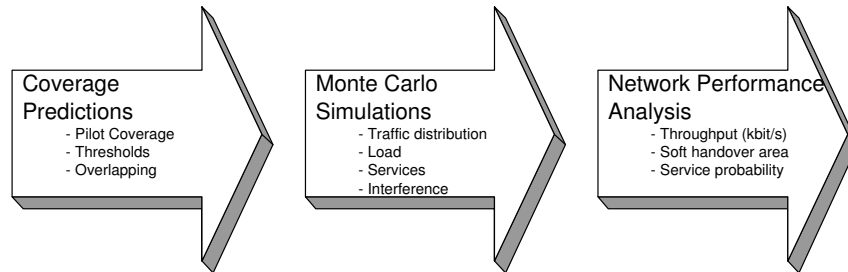 Coverage
Predictions
- Pilot Coverage
- Thresholds
- Overlapping
Monte Carlo
Simulations
- Traffic distribution
- Load
- Services
- Interference
Network Performance
Analysis
- Throughput (kbit/s)
- Soft handover area
- Service probability